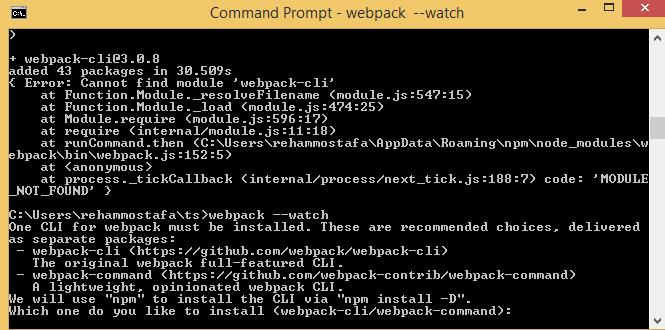 Command Prompt - webpack --watch
)
+ webpack-cli@3.0.8
added 43 packages in 30.509s
{ Error: Cannot find module 'webpack-cli'
    at Function.Module._resolveFilename (module.js:547:15)
    at Function.Module._load (module.js:474:25)
    at Module.require (module.js:596:17)
    at require (internal/module.js:11:18)
    at runCommand.then (C:\Users\rehammostafa\AppData\Roaming\npm\node_modules\w
ebpack\bin\webpack.js:152:5)
    at <anonymous>
    at process._tickCallback (internal/process/next_tick.js:188:7) code: 'MODULE
_NOT_FOUND' }
C:\Users\rehammostafa\ts>webpack --watch
One CLI for webpack must be installed. These are recommended choices, delivered
as separate packages:
 - webpack-cli (https://github.com/webpack/webpack-cli)
   The original webpack full-featured CLI.
 - webpack-command (https://github.com/webpack-contrib/webpack-command)
   A lightweight, opinionated webpack CLI.
We will use "npm" to install the CLI via "npm install -D".
Which one do you like to install (webpack-cli/webpack-command):